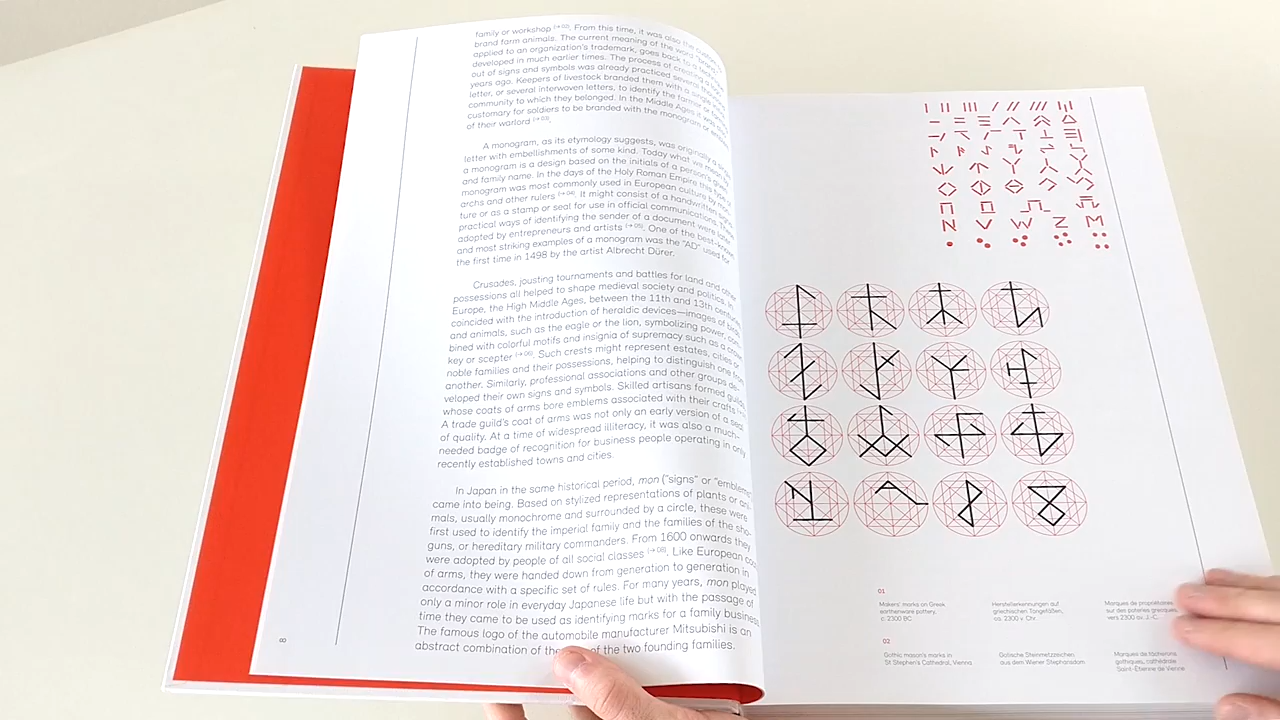 family or workshop (→02). From this time, it was also the
brand farm animals. The current meaning of the word
applied to an organization's trademark, goes back to a
developed in much earlier times. The process of creating a
out of signs and symbols was already practiced several
years ago. Keepers of livestock branded them with a single
letter, or several interwoven letters, to identify the farmer or
community to which they belonged. In the Middle Ages it was
customary for soldiers to be branded with the monogram or
of their warlord (→03).
A monogram, as its etymology suggests, was originally a
letter with embellishments of some kind. Today what we
a monogram is a design based on the initials of a person's
and family name. In the days of the Holy Roman Empire this
monogram was most commonly used in European culture by
archs and other rulers (→04). It might consist of a handwritten
ture or as a stamp or seal for use in official communications.
practical ways of identifying the sender of a document were
adopted by entrepreneurs and artists (→05). One of the best-known
and most striking examples of a monogram was the "AD" used for
the first time in 1498 by the artist Albrecht Dürer.
Crusades, jousting tournaments and battles for land and other
possessions all helped to shape medieval society and politics. In
Europe, the High Middle Ages, between the 11th and 13th centuries
coincided with the introduction of heraldic devices—images of
and animals, such as the eagle or the lion, symbolizing power,
bined with colorful motifs and insignia of supremacy such as a crown
key or scepter (→06). Such crests might represent estates, cities or
noble families and their possessions, helping to distinguish one from
another. Similarly, professional associations and other groups de-
veloped their own signs and symbols. Skilled artisans formed guilds
whose coats of arms bore emblems associated with their crafts
A trade guild's coat of arms was not only an early version of a seal
of quality. At a time of widespread illiteracy, it was also a much-
needed badge of recognition for business people operating in only
recently established towns and cities.
In Japan in the same historical period, mon ("signs" or "emblems")
came into being. Based on stylized representations of plants or ani-
mals, usually monochrome and surrounded by a circle, these were
first used to identify the imperial family and the families of the sho-
guns, or hereditary military commanders. From 1600 onwards they
were adopted by people of all social classes (→08). Like European coats
of arms, they were handed down from generation to generation in
accordance with a specific set of rules. For many years, mon played
only a minor role in everyday Japanese life but with the passage of
time they came to be used as identifying marks for a family business.
The famous logo of the automobile manufacturer Mitsubishi is an
abstract combination of the of the two founding families.
8
01
Makers' marks on Greek
earthenware pottery,
c. 2300 BC
Herstellerkennungen auf
griechischen Tongefäßen,
ca. 2300 v. Chr.
Marques de propriétaires
sur des poteries grecques,
vers 2300 av. J.-C.
02
Gothic mason's marks in
St Stephen's Cathedral, Vienna
Gotische Steinmetzzeichen
aus dem Wiener Stephansdom
Marques de tâcherons
gothiques, cathédrale
Saint-Étienne de Vienne